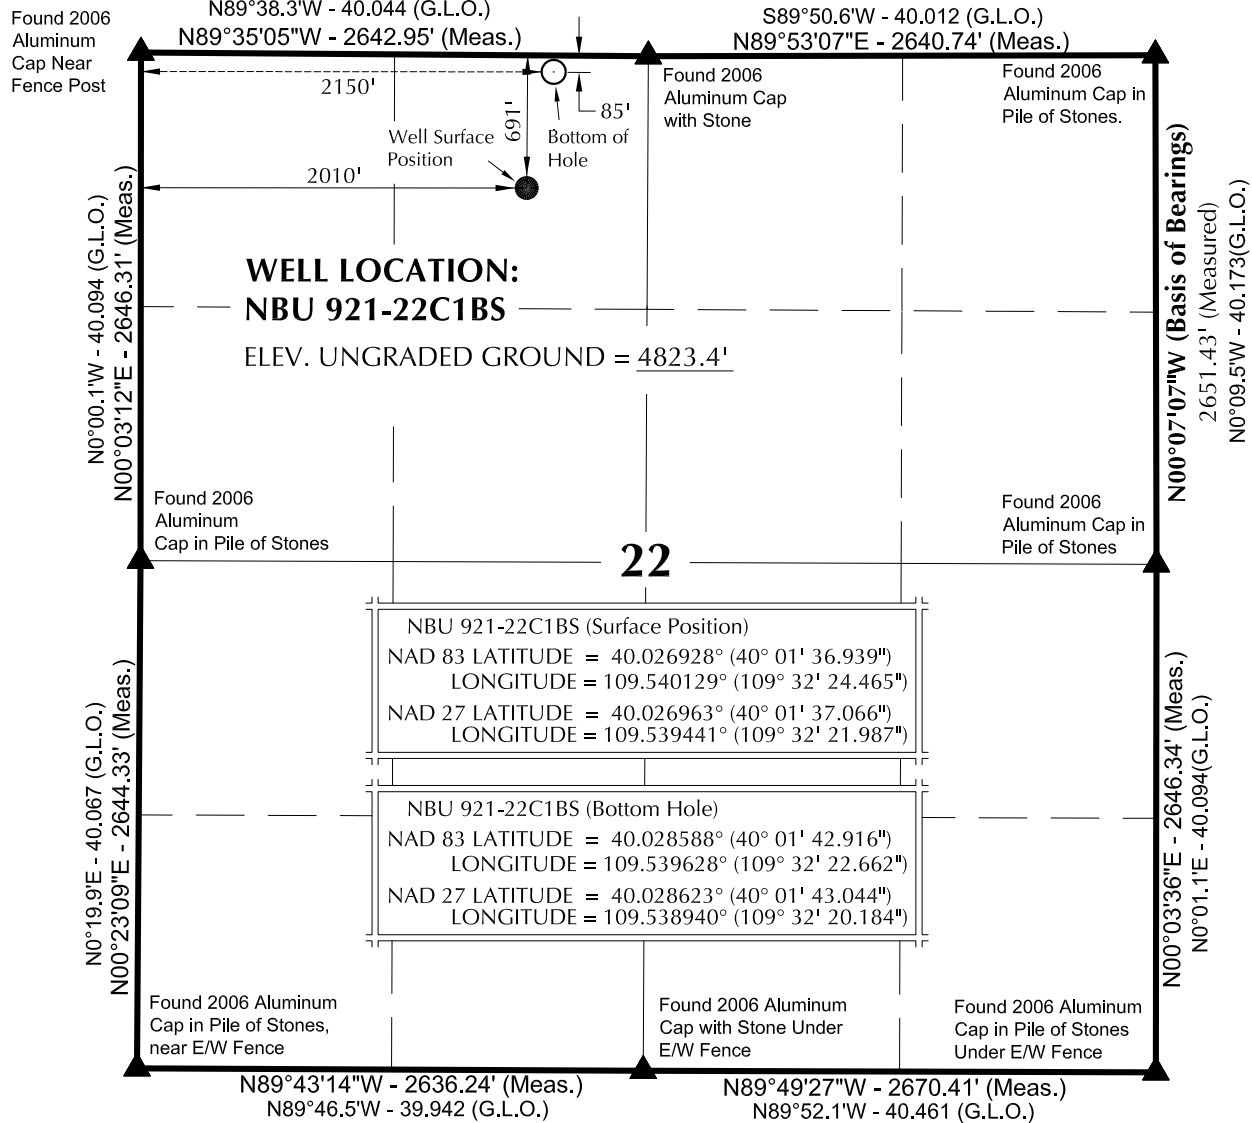 N89°38.3'W - 40.044 (G.L.O.)
N89°35'05"W - 2642.95' (Meas.)
S89°50.6'W - 40.012 (G.L.O.)
N89°53'07"E - 2640.74' (Meas.)
Found 2006
Aluminum
Cap Near
Fence Post
Found 2006
Aluminum Cap
with Stone
Found 2006
Aluminum Cap in
Pile of Stones.
2150'
85'
691'
Well Surface
Position
Bottom of
Hole
2010'
N0°00.1'W - 40.094 (G.L.O.)
N00°03'12"E - 2646.31' (Meas.)
N00°07'07"W (Basis of Bearings)
2651.43' (Measured)
N0°09.5'W - 40.173(G.L.O.)
WELL LOCATION:
NBU 921-22C1BS
ELEV. UNGRADED GROUND = 4823.4'
Found 2006
Aluminum
Cap in Pile of Stones
Found 2006
Aluminum Cap in
Pile of Stones
22
NBU 921-22C1BS (Surface Position)
NAD 83 LATITUDE = 40.026928° (40° 01' 36.939")
LONGITUDE = 109.540129° (109° 32' 24.465")
NAD 27 LATITUDE = 40.026963° (40° 01' 37.066")
LONGITUDE = 109.539441° (109° 32' 21.987")
NBU 921-22C1BS (Bottom Hole)
NAD 83 LATITUDE = 40.028588° (40° 01' 42.916")
LONGITUDE = 109.539628° (109° 32' 22.662")
NAD 27 LATITUDE = 40.028623° (40° 01' 43.044")
LONGITUDE = 109.538940° (109° 32' 20.184")
N0°19.9'E - 40.067 (G.L.O.)
N00°23'09"E - 2644.33' (Meas.)
N00°03'36"E - 2646.34' (Meas.)
N0°01.1'E - 40.094(G.L.O.)
Found 2006 Aluminum
Cap in Pile of Stones,
near E/W Fence
Found 2006 Aluminum
Cap with Stone Under
E/W Fence
Found 2006 Aluminum
Cap in Pile of Stones
Under E/W Fence
N89°43'14"W - 2636.24' (Meas.)
N89°46.5'W - 39.942 (G.L.O.)
N89°49'27"W - 2670.41' (Meas.)
N89°52.1'W - 40.461 (G.L.O.)